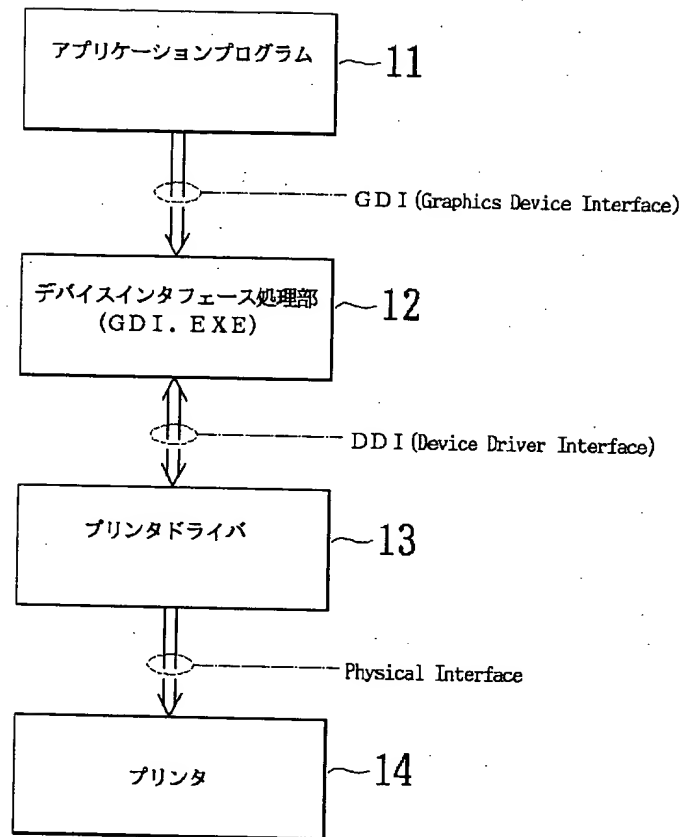 アプリケーションプログラム
11
GDI(Graphics Device Interface)
デバイスインタフェース処理部
(GDI.EXE)
12
DDI(Device Driver Interface)
プリンタドライバ
13
Physical Interface
プリンタ
14